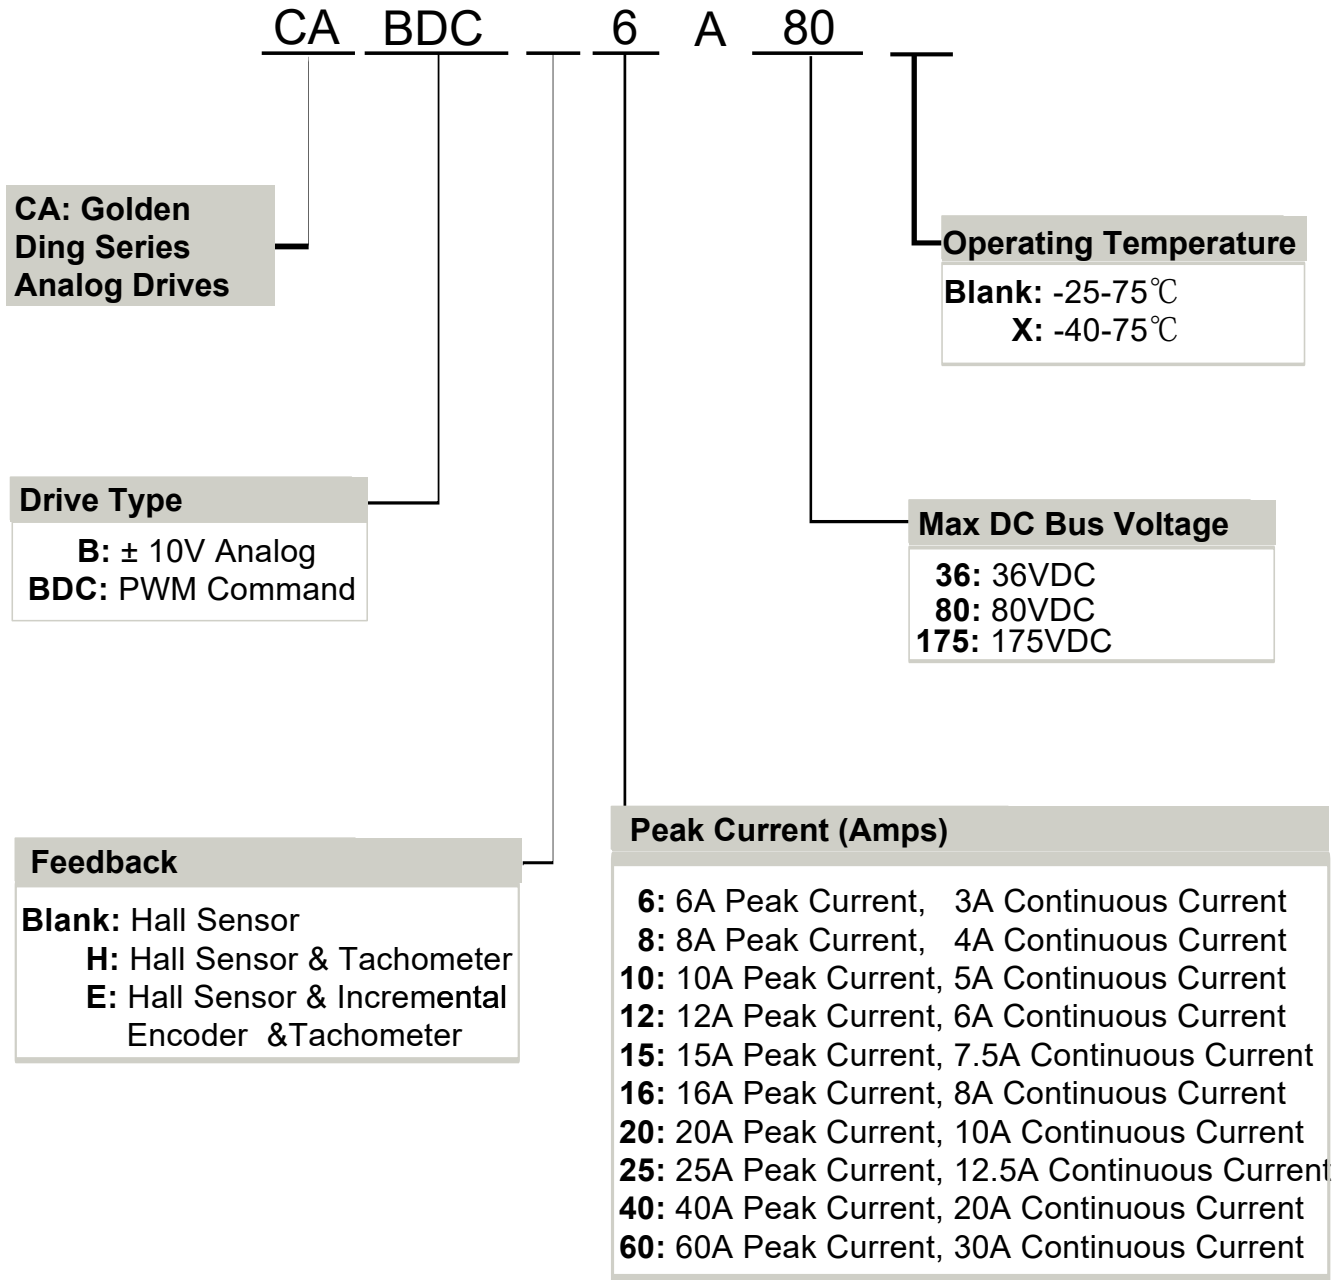 CA BDC 6 A 80
CA: Golden
Ding Series
Analog Drives
Operating Temperature
Blank: -25-75℃
X: -40-75℃
Drive Type
B: ± 10V Analog
BDC: PWM Command
Max DC Bus Voltage
36: 36VDC
80: 80VDC
175: 175VDC
Feedback
Blank: Hall Sensor
H: Hall Sensor & Tachometer
E: Hall Sensor & Incremental
Encoder &Tachometer
Peak Current (Amps)
6: 6A Peak Current, 3A Continuous Current
8: 8A Peak Current, 4A Continuous Current
10: 10A Peak Current, 5A Continuous Current
12: 12A Peak Current, 6A Continuous Current
15: 15A Peak Current, 7.5A Continuous Current
16: 16A Peak Current, 8A Continuous Current
20: 20A Peak Current, 10A Continuous Current
25: 25A Peak Current, 12.5A Continuous Current
40: 40A Peak Current, 20A Continuous Current
60: 60A Peak Current, 30A Continuous Current